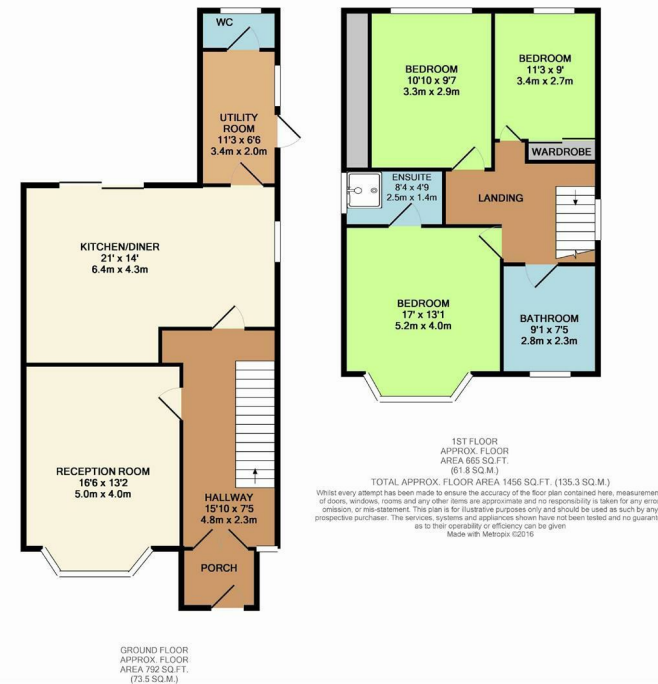 WC
UTILITY
ROOM
11'3 x 6'6
3.4m x 2.0m
KITCHEN/DINER
21' x 14'
6.4m x 4.3m
RECEPTION ROOM
16'6 x 13'2
5.0m x 4.0m
HALLWAY
15'10 x 7'5
4.8m x 2.3m
PORCH
GROUND FLOOR
APPROX. FLOOR
AREA 792 SQ.FT.
(73.5 SQ.M.)
BEDROOM
10'10 x 9'7
3.3m x 2.9m
BEDROOM
11'3 x 9'
3.4m x 2.7m
WARDROBE
ENSUITE
8'4 x 4'9
2.5m x 1.4m
LANDING
BEDROOM
17' x 13'1
5.2m x 4.0m
BATHROOM
9'1 x 7'5
2.8m x 2.3m
1ST FLOOR
APPROX. FLOOR
AREA 665 SQ.FT.
(61.8 SQ.M.)
TOTAL APPROX. FLOOR AREA 1456 SQ.FT. (135.3 SQ.M.)
Whilst every attempt has been made to ensure the accuracy of the floor plan contained here, measuremen
of doors, windows, rooms and any other items are approximate and no responsibility is taken for any error
omission, or mis-statement. This plan is for illustrative purposes only and should be used as such by any
prospective purchaser. The services, systems and appliances shown have not been tested and no guarante
as to their operability or efficiency can be given
Made with Metropix ©2016